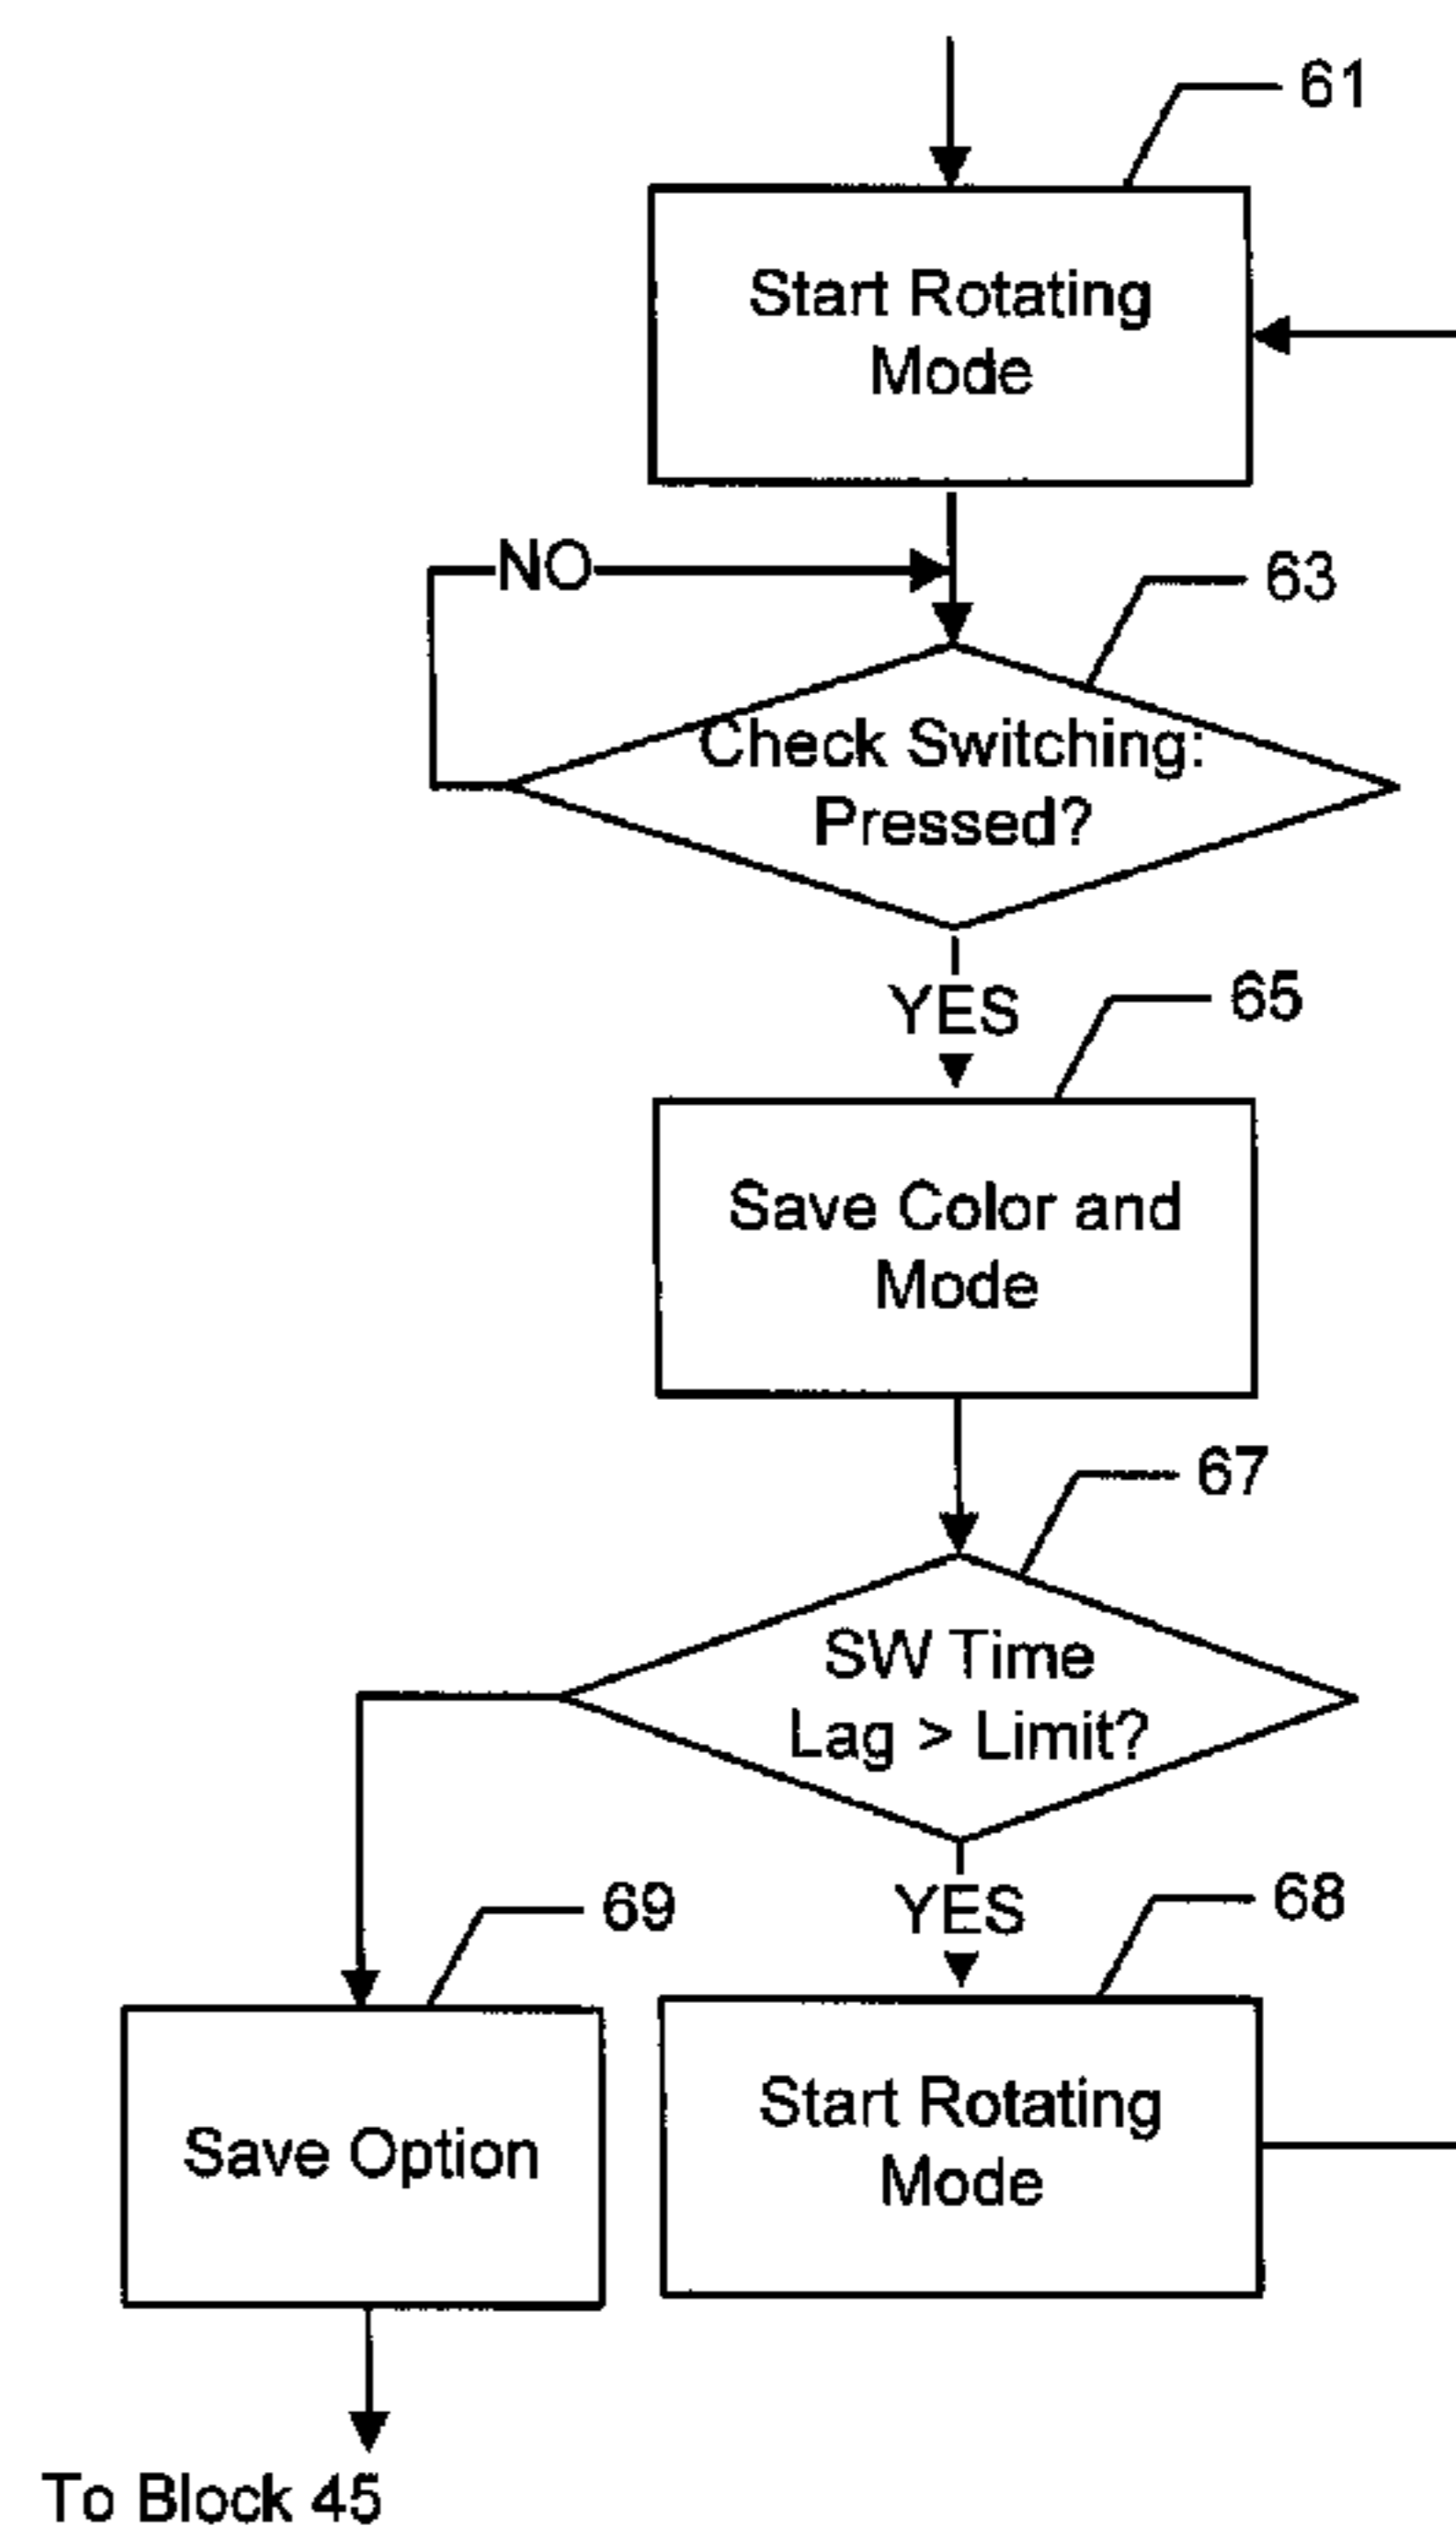 61
Start Rotating
Mode
NO
63
Check Switching:
Pressed?
YES
65
Save Color and
Mode
67
SW Time
Lag > Limit?
YES
69
68
Save Option
Start Rotating
Mode
To Block 45